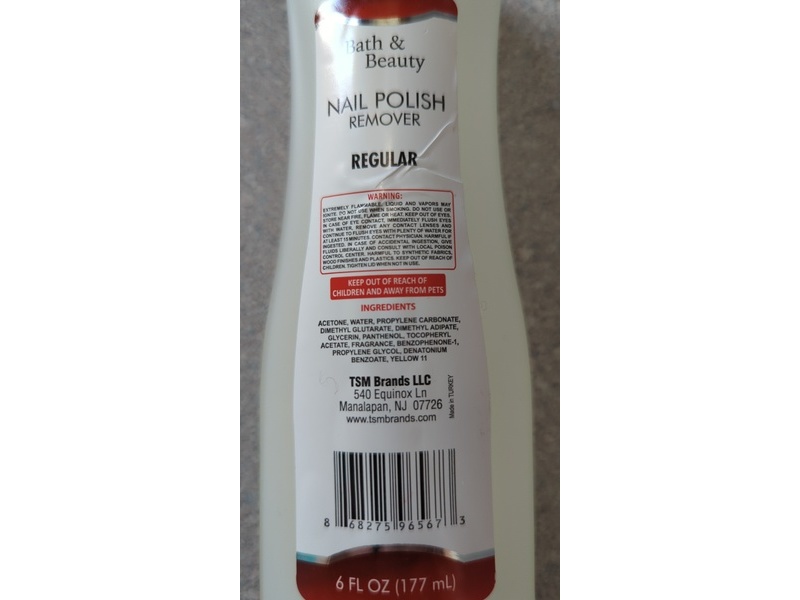 Bath &
Beauty
NAIL POLISH
REMOVER
REGULAR
WARNING:
EXTREMELY FLAMMABLE. LIQUID AND VAPORS MAY
IGNITE. DO NOT USE WHEN SMOKING. DO NOT USE OR
STORE NEAR FIRE, FLAME OR HEAT. KEEP OUT OF EYES.
IN CASE OF EYE CONTACT, IMMEDIATELY FLUSH EYES
WITH WATER, REMOVE ANY CONTACT LENSES AND
CONTINUE TO FLUSH EYES WITH PLENTY OF WATER FOR
AT LEAST 15 MINUTES. CONTACT PHYSICIAN. HARMFUL IF
INGESTED. IN CASE OF ACCIDENTAL INGESTION, GIVE
FLUIDS LIBERALLY AND CONSULT WITH LOCAL POISON
CONTROL CENTER. HARMFUL TO SYNTHETIC FABRICS,
WOOD FINISHES AND PLASTICS. KEEP OUT OF REACH OF
CHILDREN. TIGHTEN LID WHEN NOT IN USE.
KEEP OUT OF REACH OF
CHILDREN AND AWAY FROM PETS
INGREDIENTS
ACETONE, WATER, PROPYLENE CARBONATE,
DIMETHYL GLUTARATE, DIMETHYL ADIPATE,
GLYCERIN, PANTHENOL, TOCOPHERYL
ACETATE, FRAGRANCE, BENZOPHENONE-1,
PROPYLENE GLYCOL, DENATONIUM
BENZOATE, YELLOW 11
TSM Brands LLC
540 Equinox Ln
Manalapan, NJ 07726
www.tsmbrands.com
Made in TURKEY
8 68275 96567 3
6 FL OZ (177 mL)